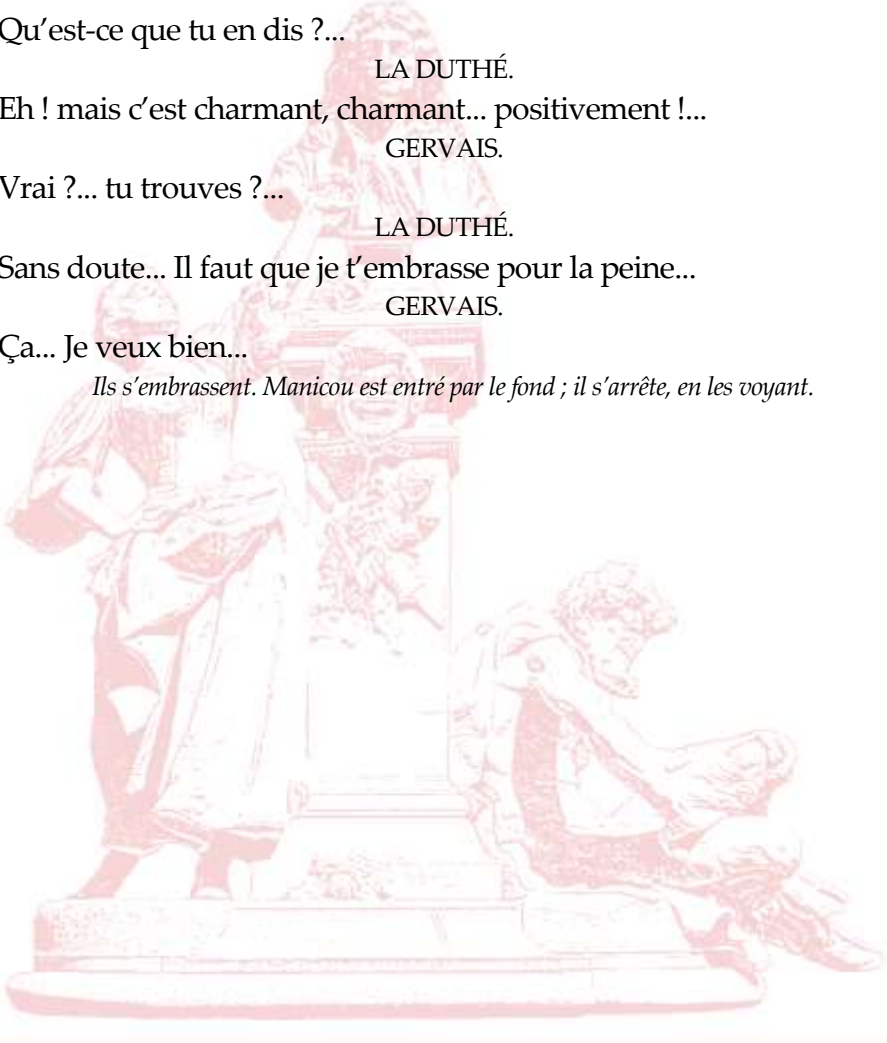 Qu’est-ce que tu en dis ?...
LA DUTHÉ.
Eh ! mais c’est charmant, charmant... positivement !...
GERVAIS.
Vrai ?... tu trouves ?...
LA DUTHÉ.
Sans doute... Il faut que je t’embrasse pour la peine...
GERVAIS.
Ça... Je veux bien...
Ils s’embrassent. Manicou est entré par le fond ; il s’arrête, en les voyant.